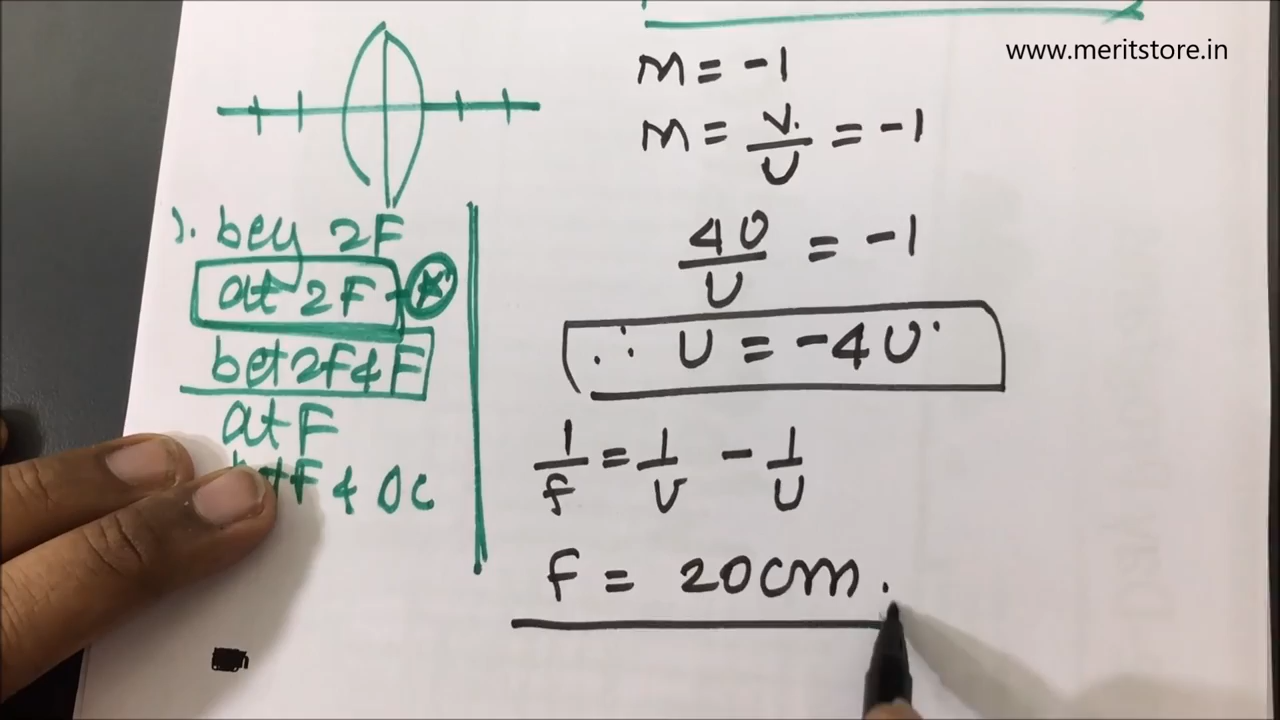 www.meritstore.in
1. bey 2F
at 2F
bet 2F & F
at F
F & OC
m = -1
m = v/u = -1
40/u = -1
∴ u = -40
1/f = 1/v - 1/u
f = 20cm.